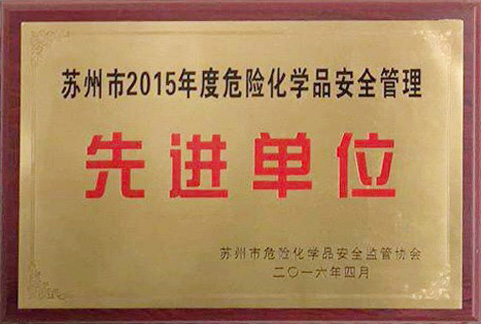 苏州市2015年度危险化学品安全管理
先进单位
苏州市危险化学品安全监管协会
二〇一六年四月